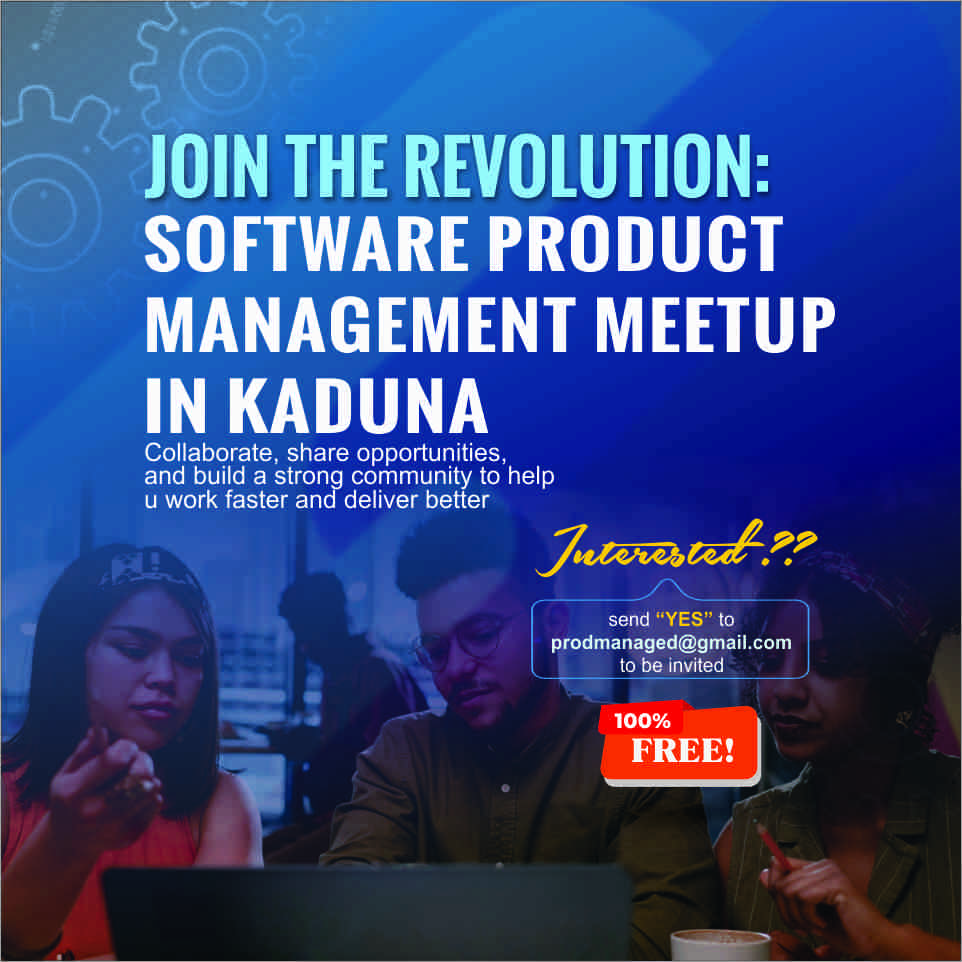 JOIN THE REVOLUTION:
SOFTWARE PRODUCT
MANAGEMENT MEETUP
IN KADUNA
Collaborate, share opportunities,
and build a strong community to help
u work faster and deliver better
Interested ??
send “YES” to
prodmanaged@gmail.com
to be invited
100%
FREE!